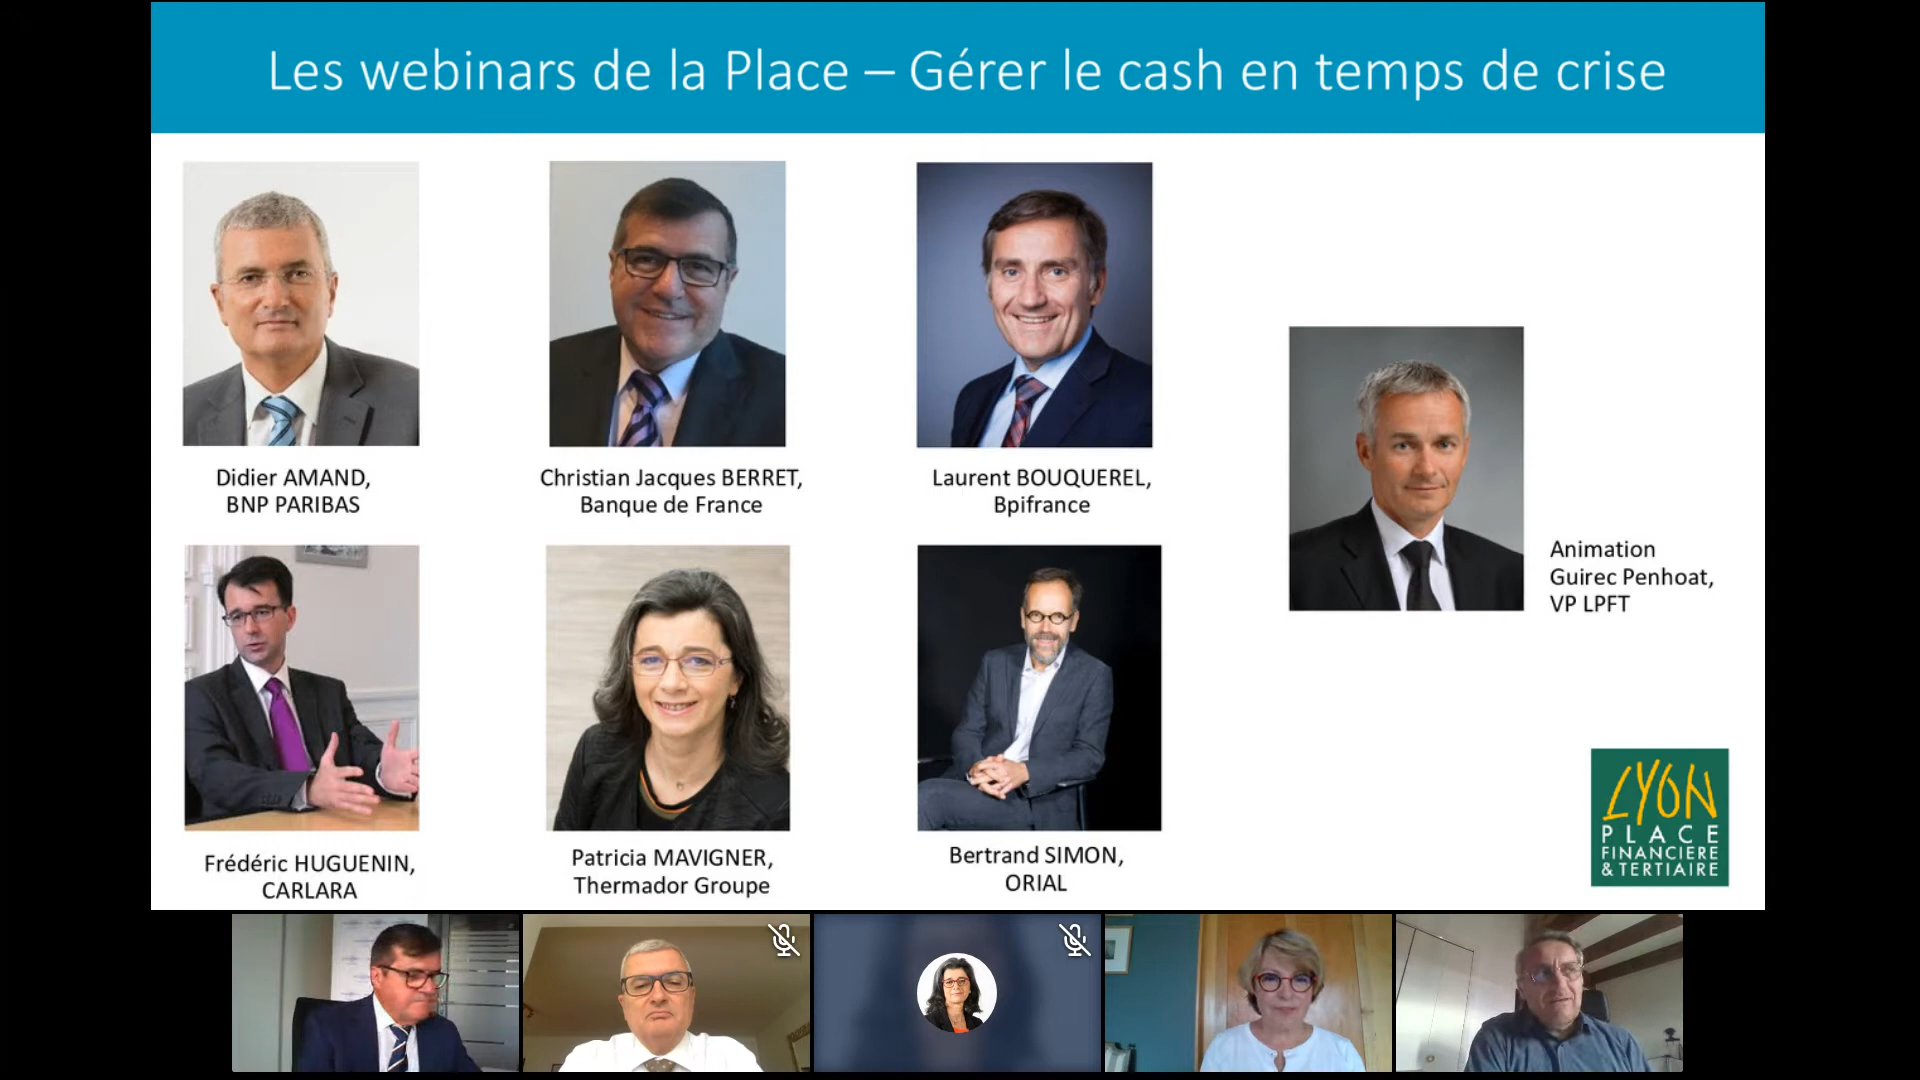 Les webinars de la Place – Gérer le cash en temps de crise
Didier AMAND,
BNP PARIBAS
Christian Jacques BERRET,
Banque de France
Laurent BOUQUEREL,
Bpifrance
Animation
Guirec Penhoat,
VP LPFT
Frédéric HUGUENIN,
CARLARA
Patricia MAVIGNER,
Thermador Groupe
Bertrand SIMON,
ORIAL
LYON
PLACE
FINANCIERE
& TERTIAIRE